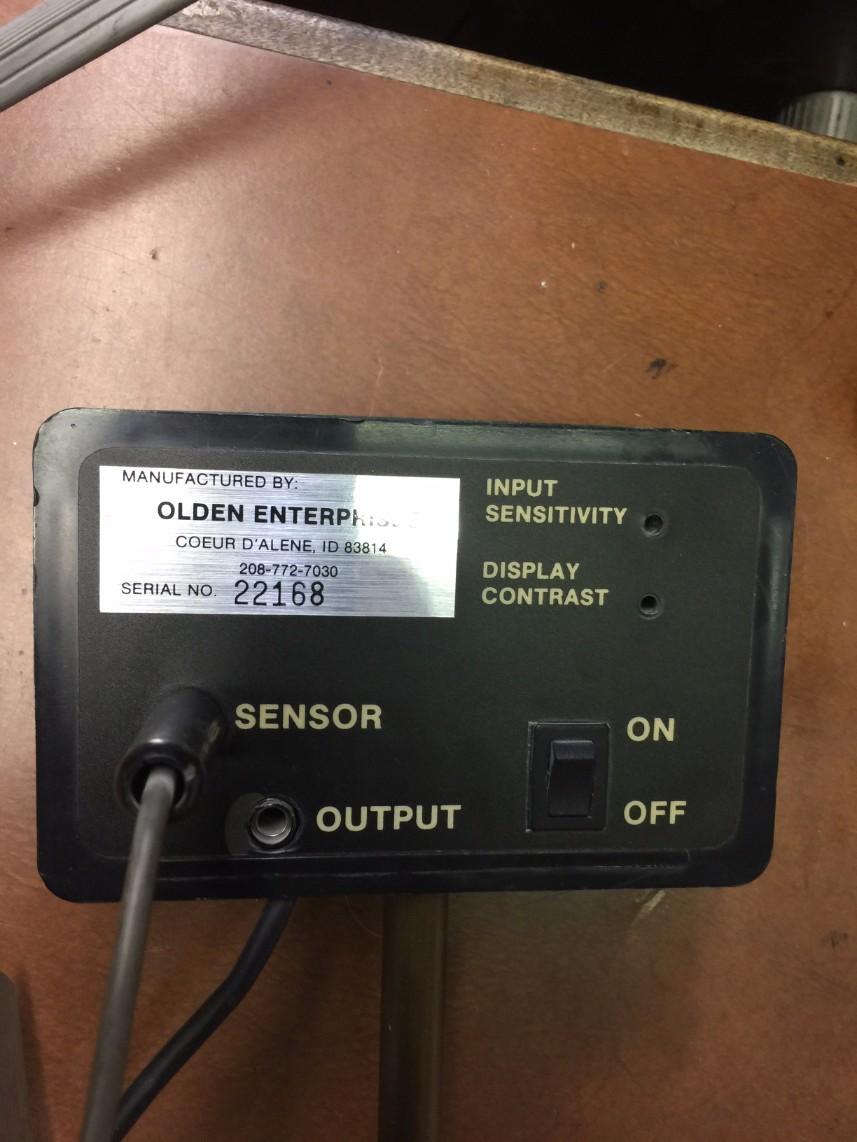 MANUFACTURED BY:
OLDEN ENTERPRISES
COEUR D'ALENE, ID 83814
208-772-7030
SERIAL NO. 22168
INPUT
SENSITIVITY
DISPLAY
CONTRAST
SENSOR
OUTPUT
ON
OFF